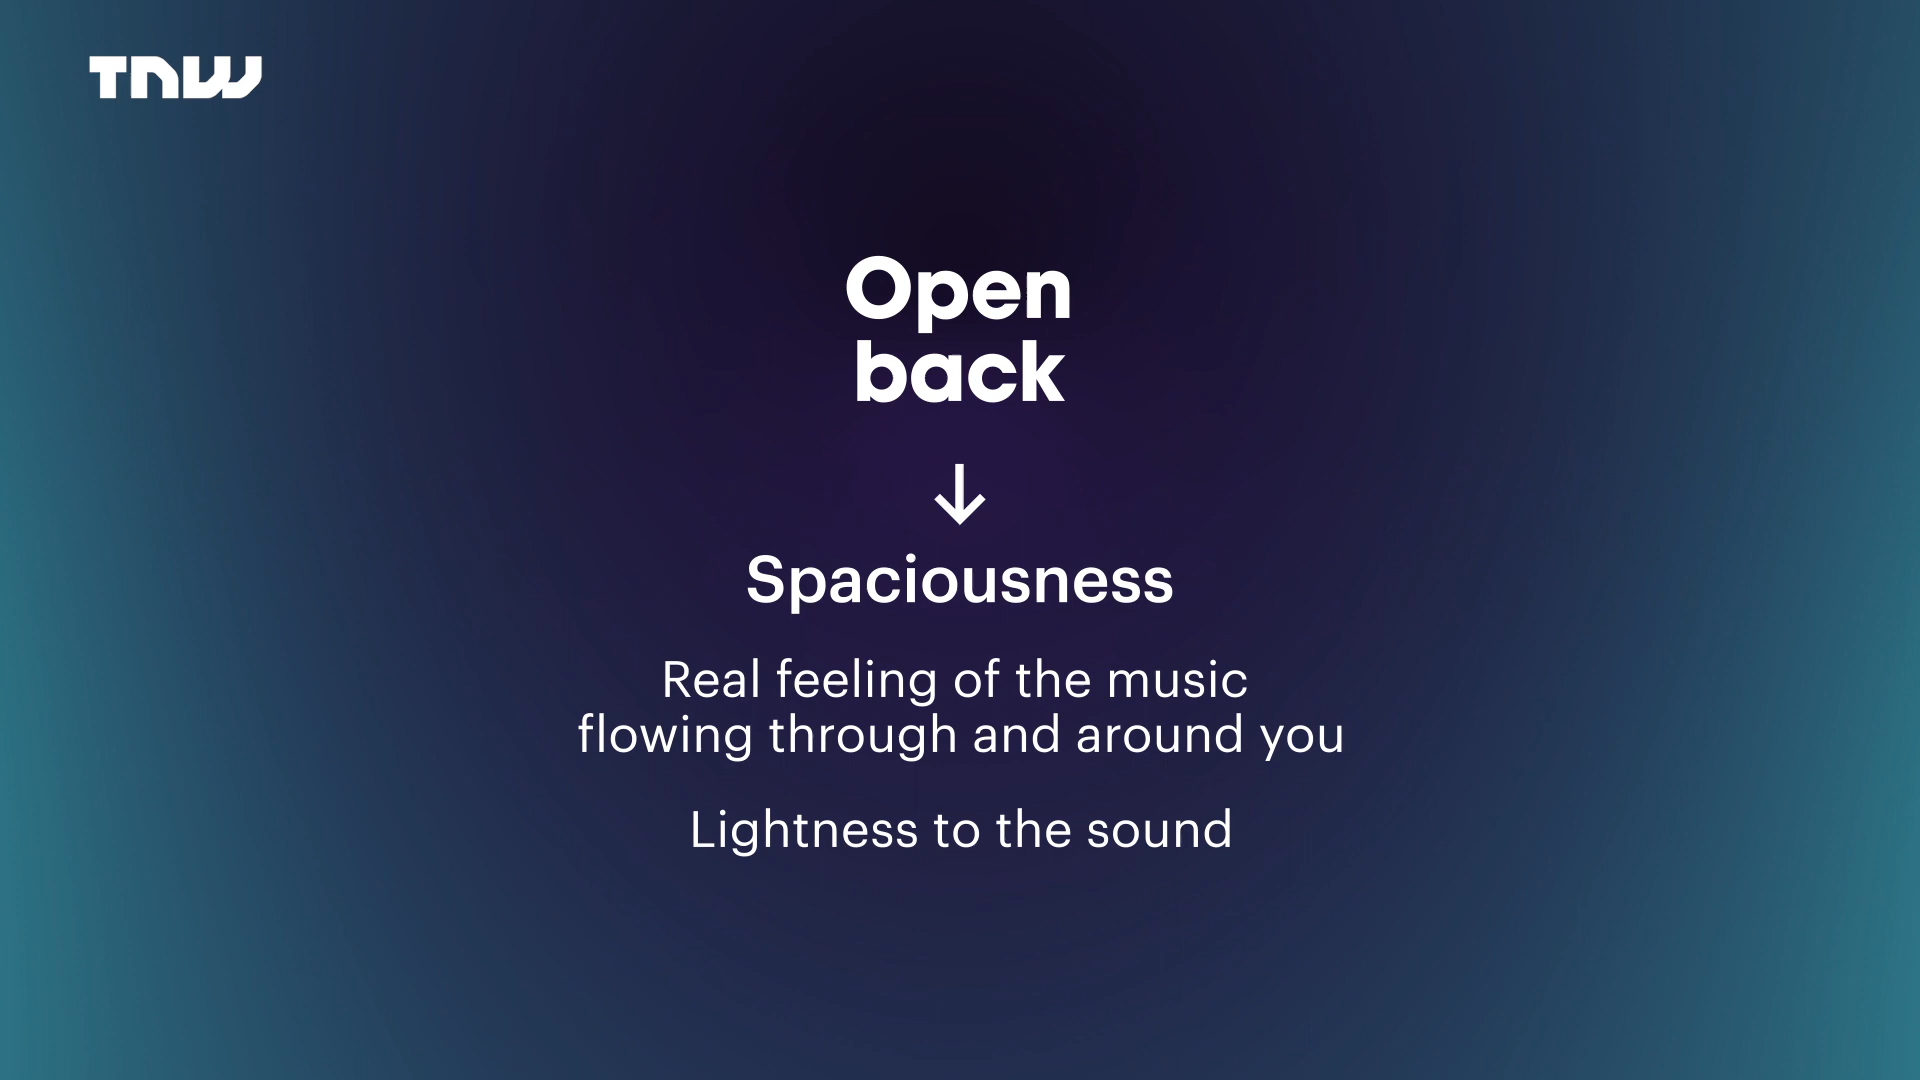 TNW
Open
back
↓
Spaciousness
Real feeling of the music
flowing through and around you
Lightness to the sound